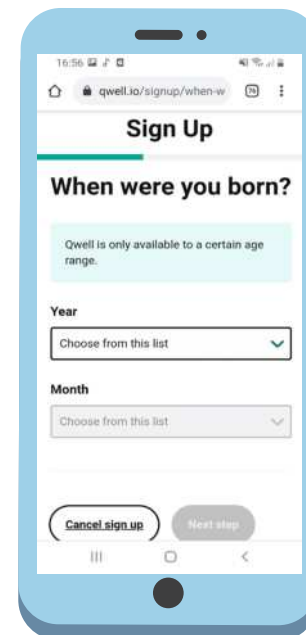 16:56
qwell.io/signup/when-w
76
Sign Up
When were you born?
Qwell is only available to a certain age
range.
Year
Choose from this list
Month
Choose from this list
Cancel sign up
Next step